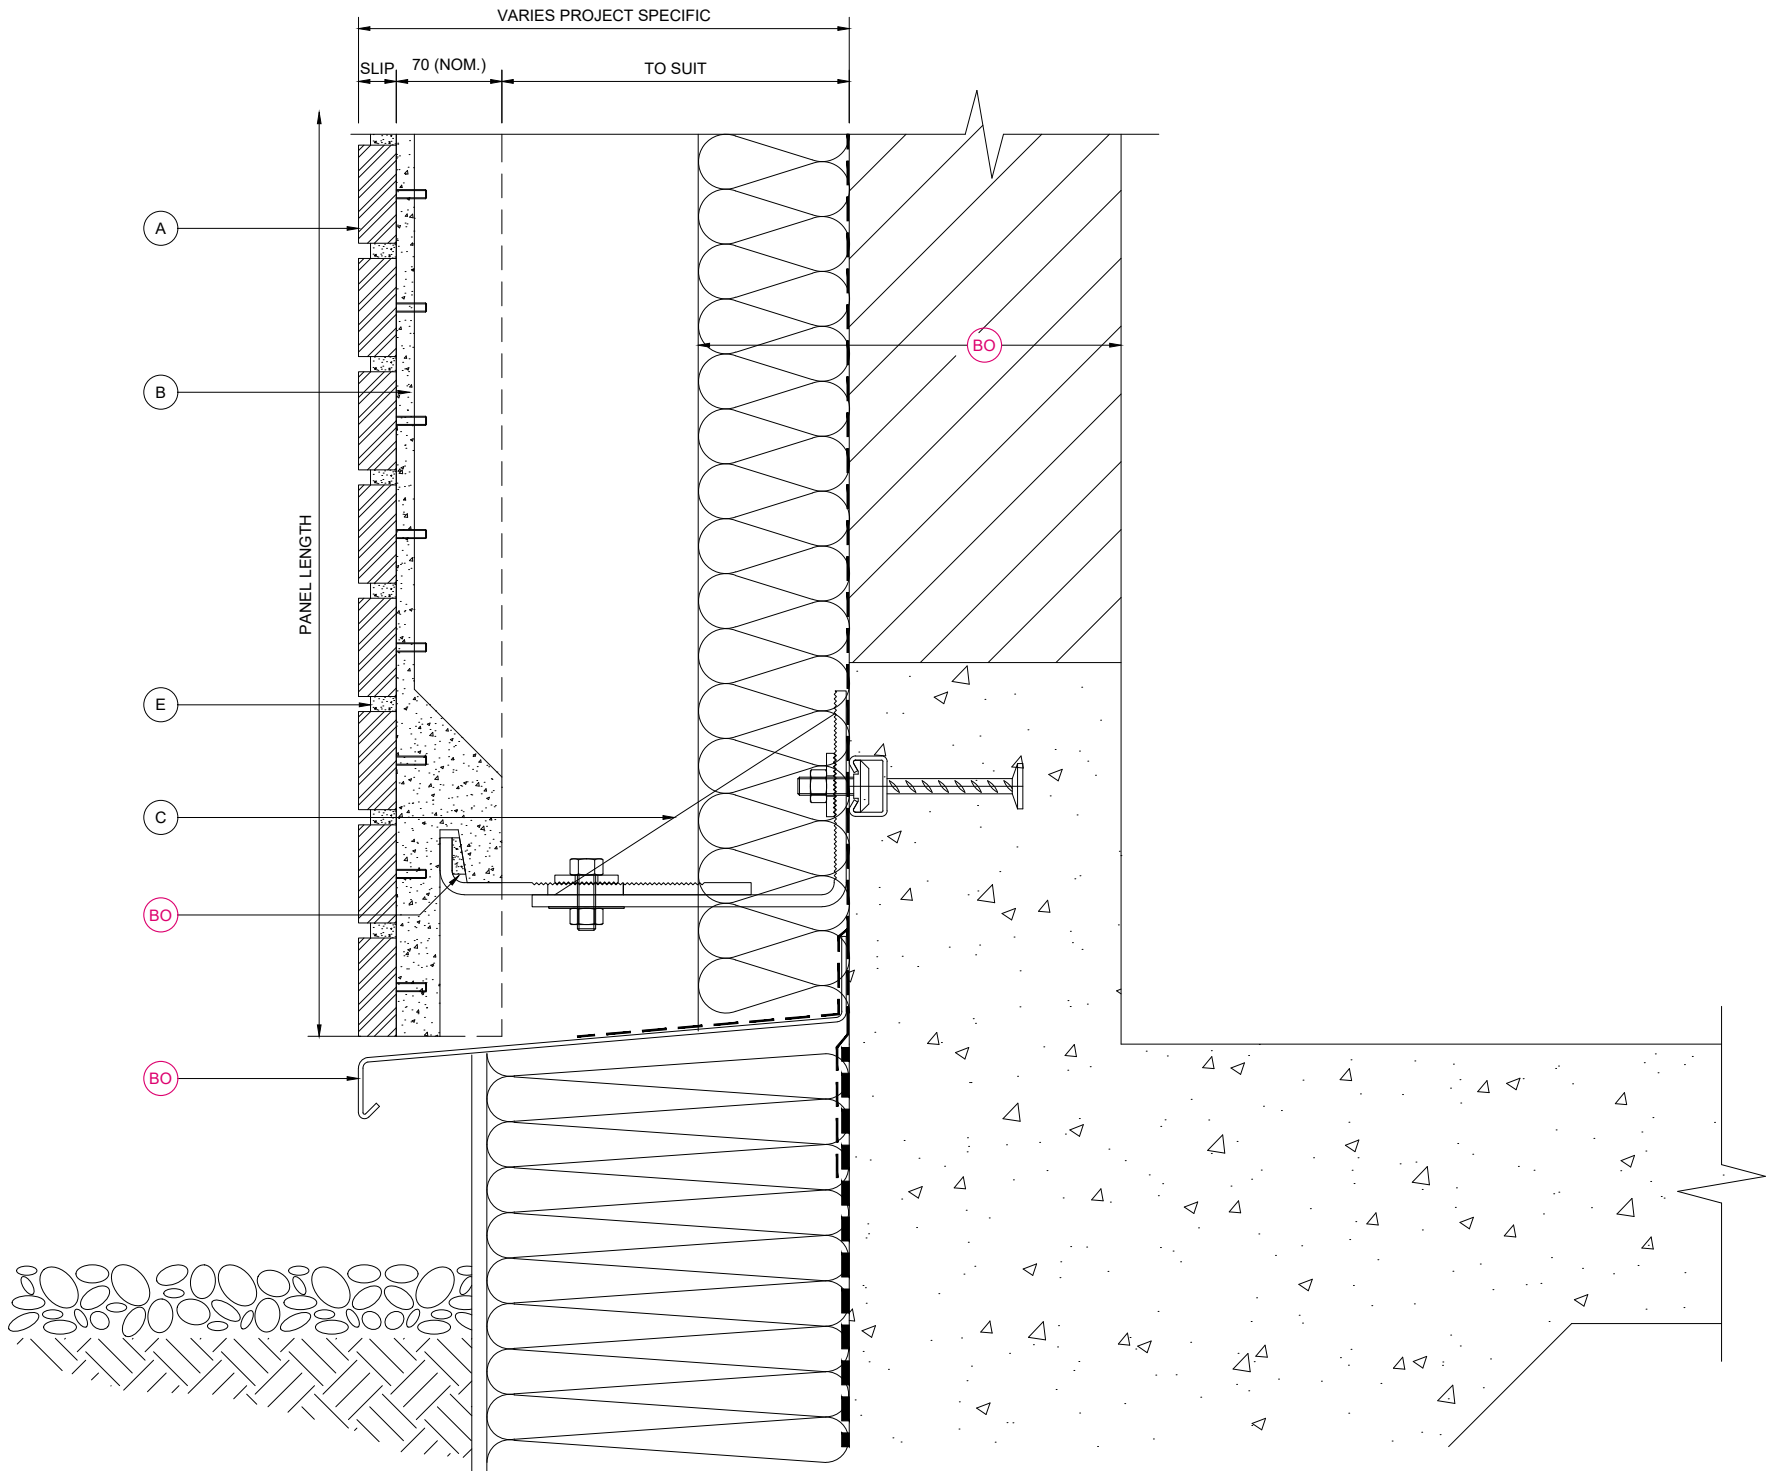 VARIES PROJECT SPECIFIC
SLIP 70 (NOM.) TO SUIT
A
BO
B
PANEL LENGTH
E
C
BO
BO